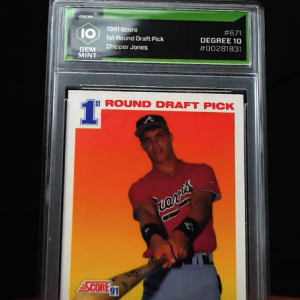 10
GEM
MINT
1991 Score
1st Round Draft Pick
Chipper Jones
#671
DEGREE 10
#00281831
1st ROUND DRAFT PICK
Braves
SCORE 91